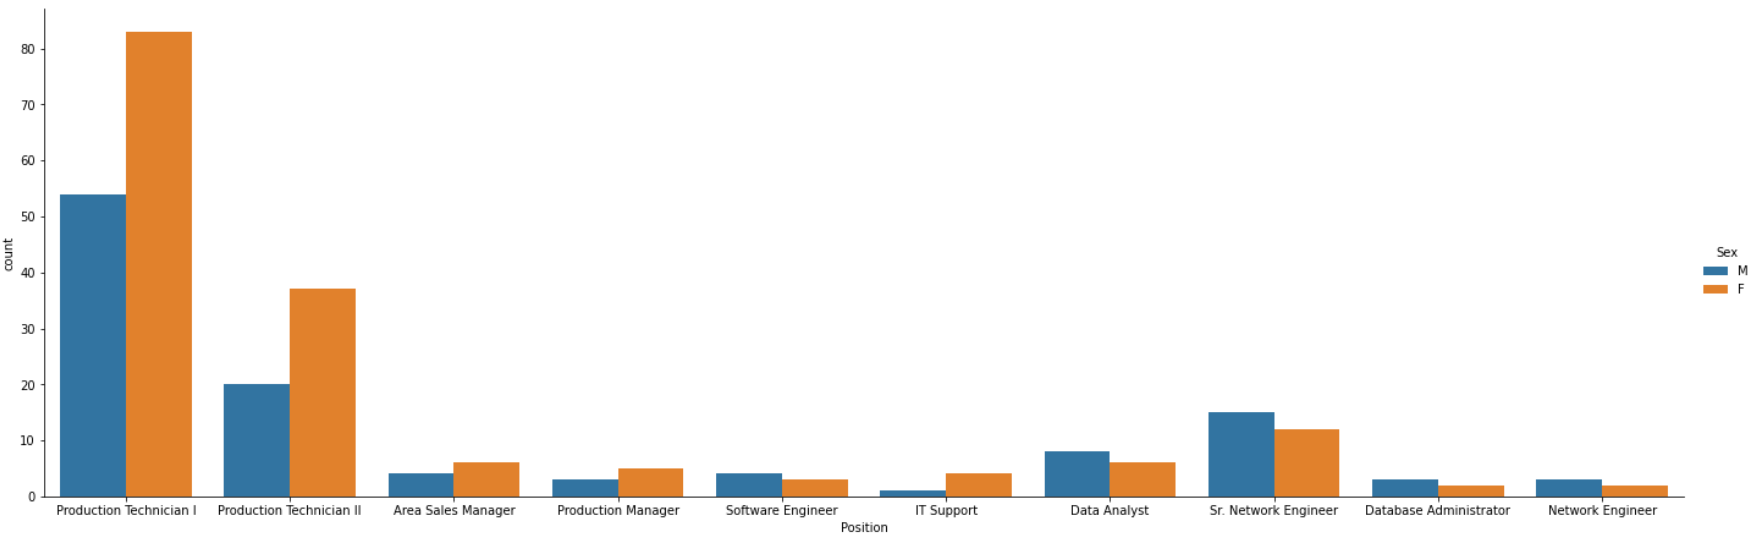 80
70
60
50
40
30
20
10
0
count
Production Technician I
Production Technician II
Area Sales Manager
Production Manager
Software Engineer
IT Support
Data Analyst
Sr. Network Engineer
Database Administrator
Network Engineer
Position
Sex
M
F